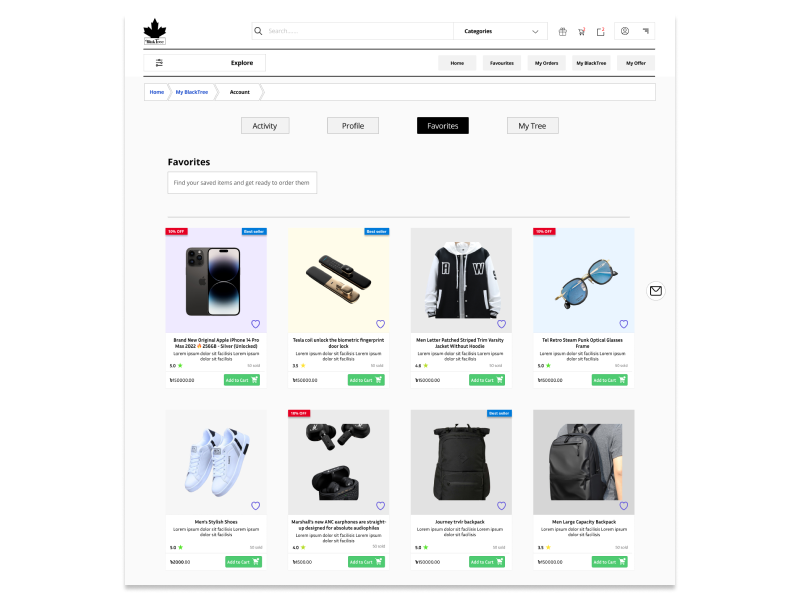 Black Tree
Search......
Categories
Explore
Home
Favourites
My Orders
My BlackTree
My Offer
Home
My BlackTree
Account
Activity
Profile
Favorites
My Tree
Favorites
Find your saved items and get ready to order them
10% OFF
Best seller
Brand New Original Apple iPhone 14 Pro
Max 2022 🔥 256GB - Silver (Unlocked)
Lorem ipsum dolor sit facilisis Lorem ipsum
dolor sit facilisis
5.0
50 sold
৳150000.00
Add to Cart
Best seller
Tesla coil unlock the biometric fingerprint
door lock
Lorem ipsum dolor sit facilisis Lorem ipsum
dolor sit facilisis
3.5
50 sold
৳150000.00
Add to Cart
A W
Men Letter Patched Striped Trim Varsity
Jacket Without Hoodie
Lorem ipsum dolor sit facilisis Lorem ipsum
dolor sit facilisis
4.8
50 sold
৳15000.00
Add to Cart
10% OFF
Tel Retro Steam Punk Optical Glasses
Frame
Lorem ipsum dolor sit facilisis Lorem ipsum
dolor sit facilisis
5.0
50 sold
৳150000.00
Add to Cart
Men's Stylish Shoes
Lorem ipsum dolor sit facilisis Lorem ipsum
dolor sit facilisis
5.0
50 sold
৳2000.00
Add to Cart
10% OFF
Marshall's new ANC earphones are straight-
up designed for absolute audiophiles
Lorem ipsum dolor sit facilisis Lorem ipsum
dolor sit facilisis
4.0
50 sold
৳1500.00
Add to Cart
Best seller
Journey trvlr backpack
Lorem ipsum dolor sit facilisis Lorem ipsum
dolor sit facilisis
5.0
50 sold
৳150000.00
Add to Cart
Men Large Capacity Backpack
Lorem ipsum dolor sit facilisis Lorem ipsum
dolor sit facilisis
3.5
50 sold
৳150000.00
Add to Cart